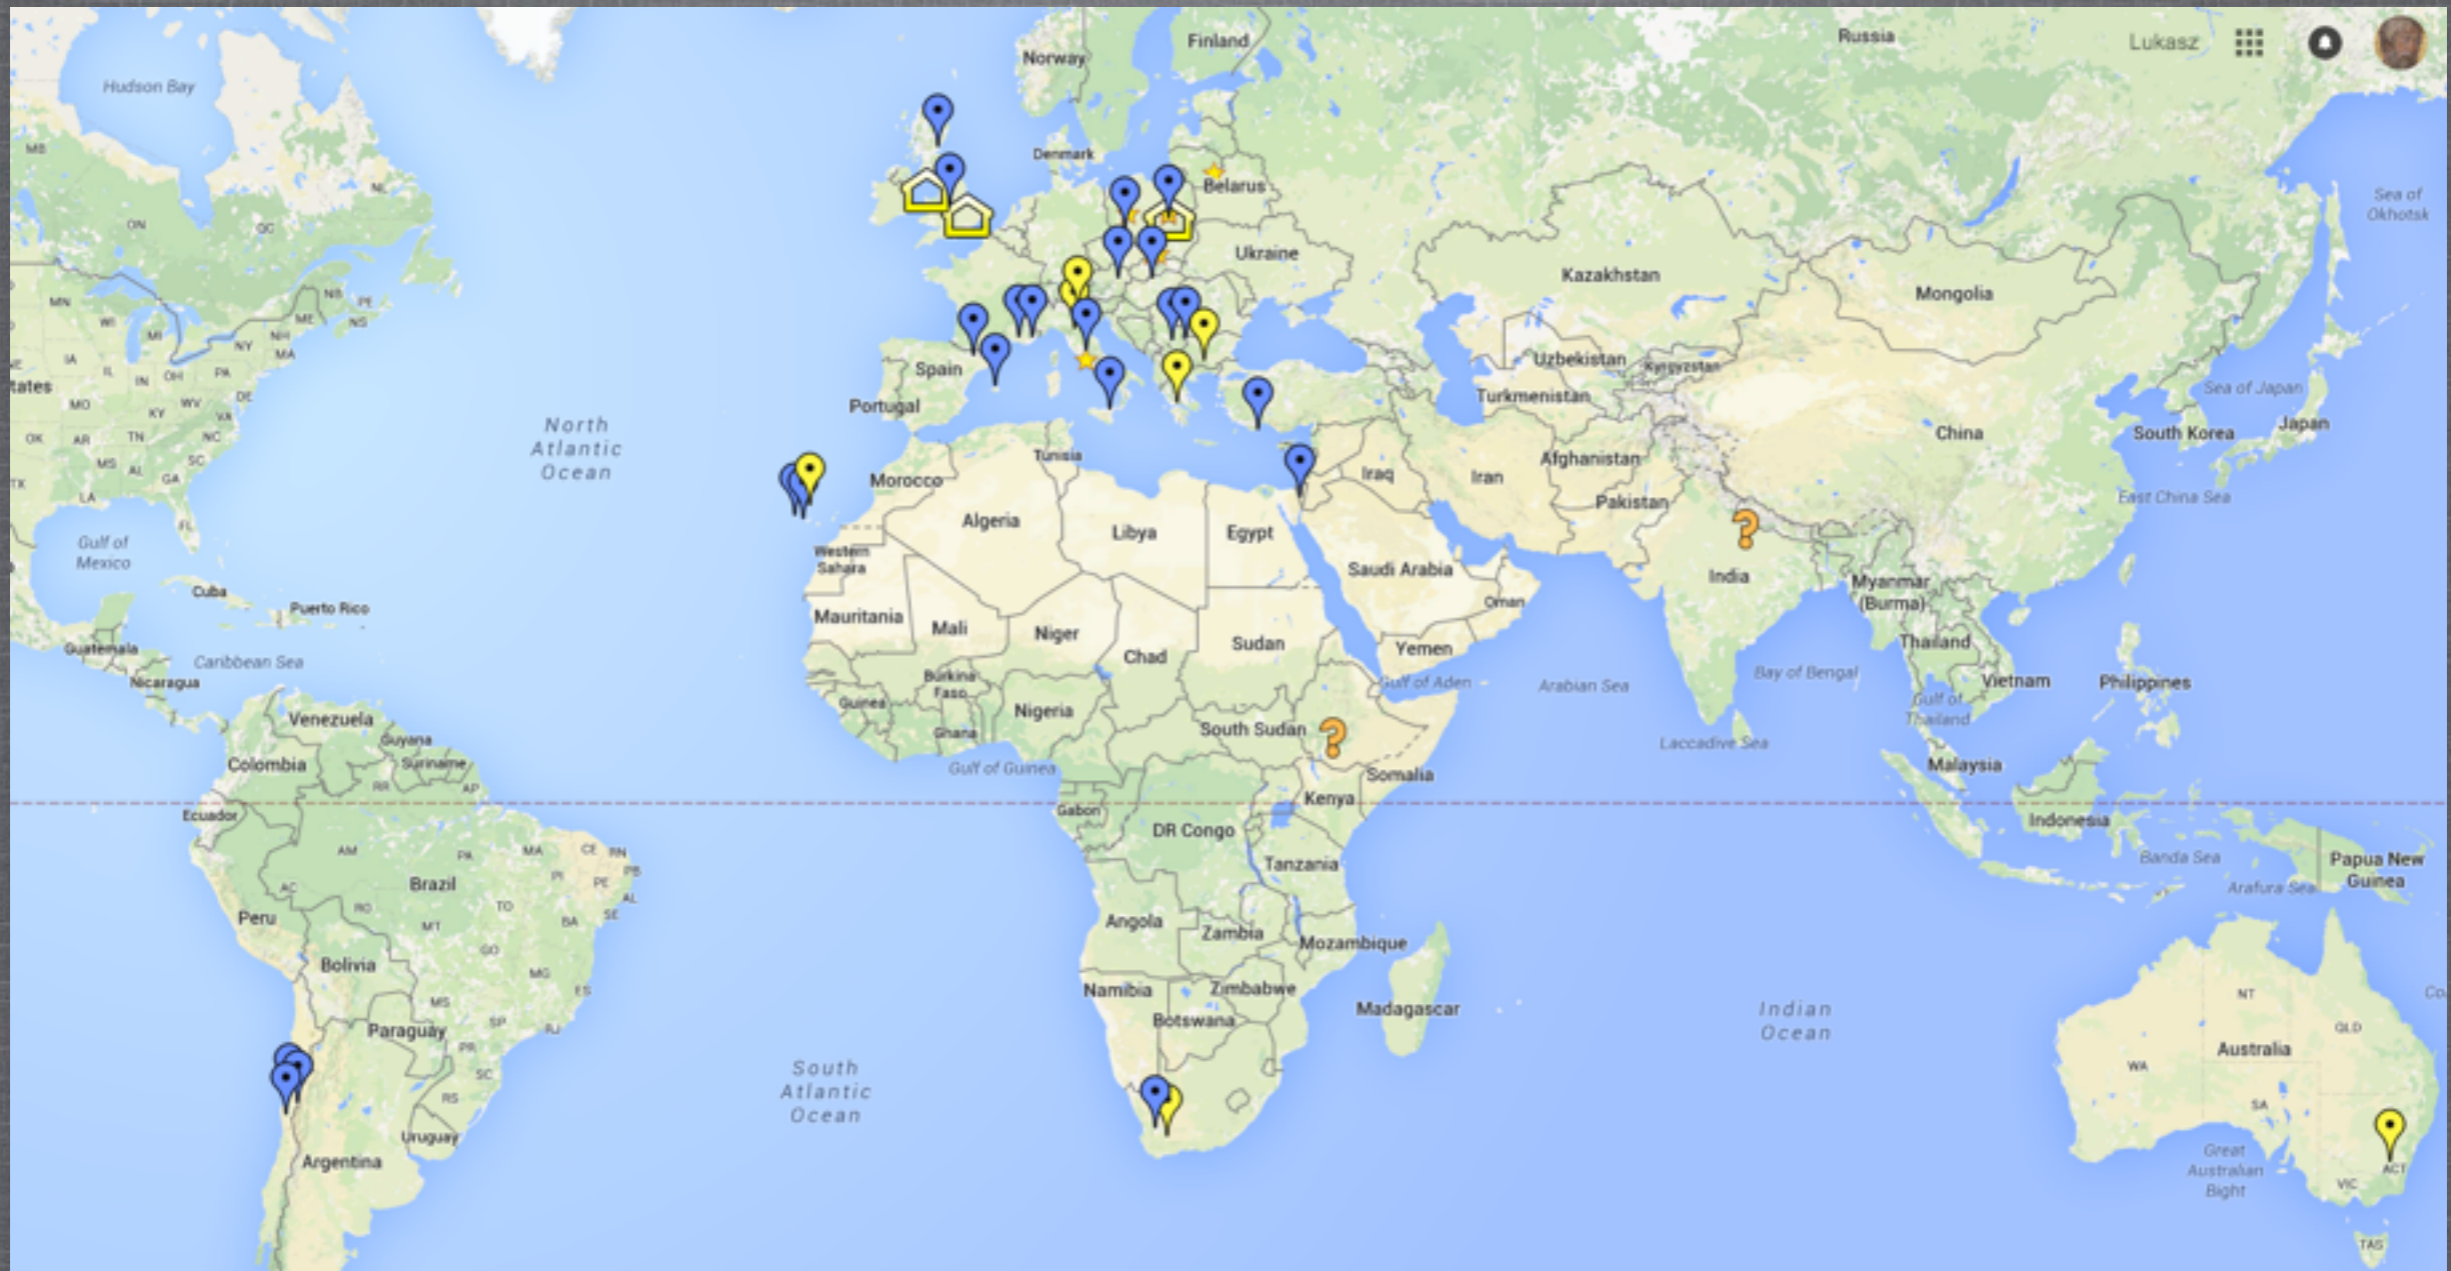 Finland
Russia
Lukasz
Norway
Hudson Bay
MB
Denmark
NL
Belarus
Sea of
Okhotsk
ON
QC
Ukraine
Kazakhstan
Mongolia
NB
PE
MN
ME
NS
WI
MI
NH
NY
MA
Uzbekistan
Kyrgyzstan
IA
Spain
IL
IN
OH
PA
tates
Turkmenistan
Sea of Japan
DE
MO
WV
Portugal
KY
VA
North
Atlantic
Ocean
Japan
China
South Korea
OK
AR
TN
NC
Tunisia
Afghanistan
SC
MS
AL
GA
Morocco
Iraq
Iran
TX
LA
Pakistan
East China Sea
FL
Algeria
Libya
Egypt
Gulf of
Mexico
Western
Sahara
Saudi Arabia
India
Myanmar
(Burma)
Cuba
Puerto Rico
Oman
Mauritania
Mali
Niger
Sudan
Thailand
Guatemala
Yemen
Chad
Caribbean Sea
Nicaragua
Burkina
Faso
Gulf of Aden
Arabian Sea
Bay of Bengal
Vietnam
Philippines
Guinea
Nigeria
Gulf of
Thailand
Venezuela
South Sudan
Ghana
Guyana
Laccadive Sea
Colombia
Suriname
Gulf of Guinea
Somalia
Malaysia
RR
AP
Kenya
Gabon
Ecuador
Indonesia
DR Congo
AM
PA
MA
CE
RN
Banda Sea
Papua New
Guinea
Tanzania
PB
PI
PE
Brazil
AC
Arafura Sea
AL
RO
TO
SE
Peru
BA
Angola
MT
Zambia
Mozambique
GO
Bolivia
MG
ES
Namibia
Zimbabwe
NT
Co
MS
Madagascar
Indian
Ocean
Botswana
SP
RJ
QLD
Paraguay
PR
Australia
WA
South
Atlantic
Ocean
SC
RS
SA
Uruguay
Great
Australian
Bight
Argentina
ACT
VIC
TAS